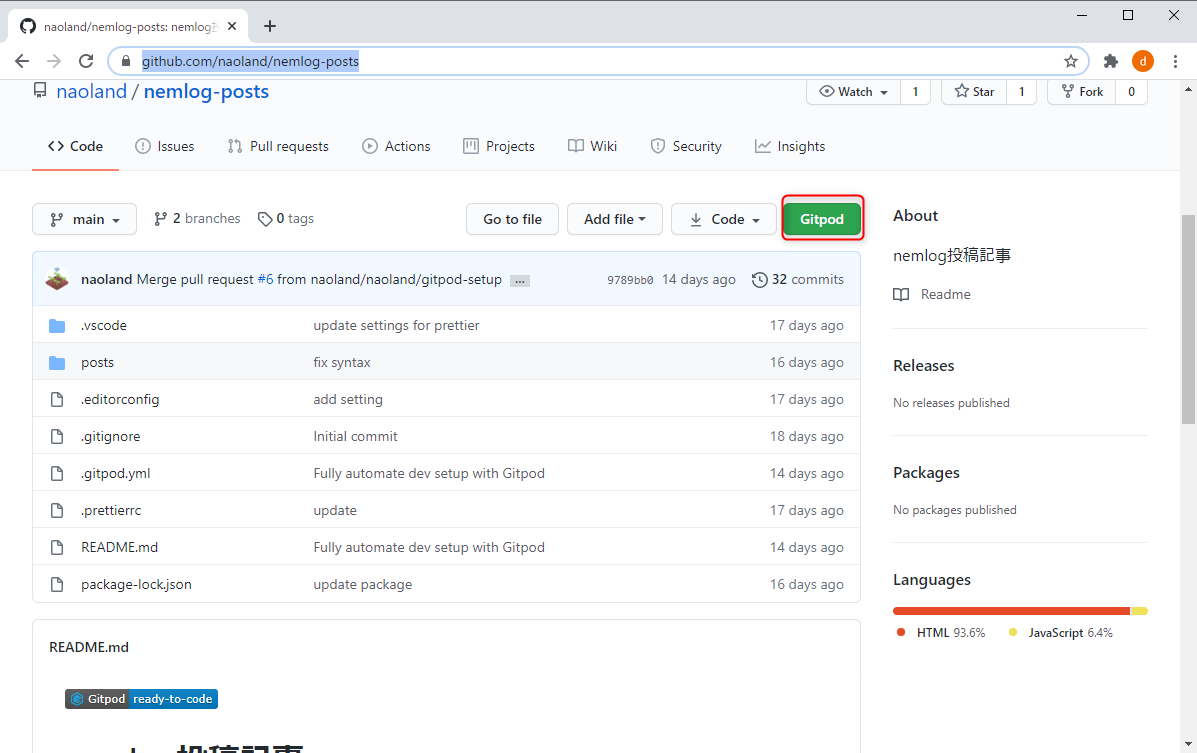 naoland/nemlog-posts: nemlog
github.com/naoland/nemlog-posts
d
naoland / nemlog-posts
Watch 1 Star 1 Fork 0
Code Issues Pull requests Actions Projects Wiki Security Insights
main 2 branches 0 tags Go to file Add file Code Gitpod
naoland Merge pull request #6 from naoland/naoland/gitpod-setup ... 9789bb0 14 days ago 32 commits
.vscode update settings for prettier 17 days ago
posts fix syntax 16 days ago
.editorconfig add setting 17 days ago
.gitignore Initial commit 18 days ago
.gitpod.yml Fully automate dev setup with Gitpod 14 days ago
.prettierrc update 17 days ago
README.md Fully automate dev setup with Gitpod 14 days ago
package-lock.json update package 16 days ago
README.md
Gitpod ready-to-code
About
nemlog投稿記事
Readme
Releases
No releases published
Packages
No packages published
Languages
HTML 93.6% JavaScript 6.4%